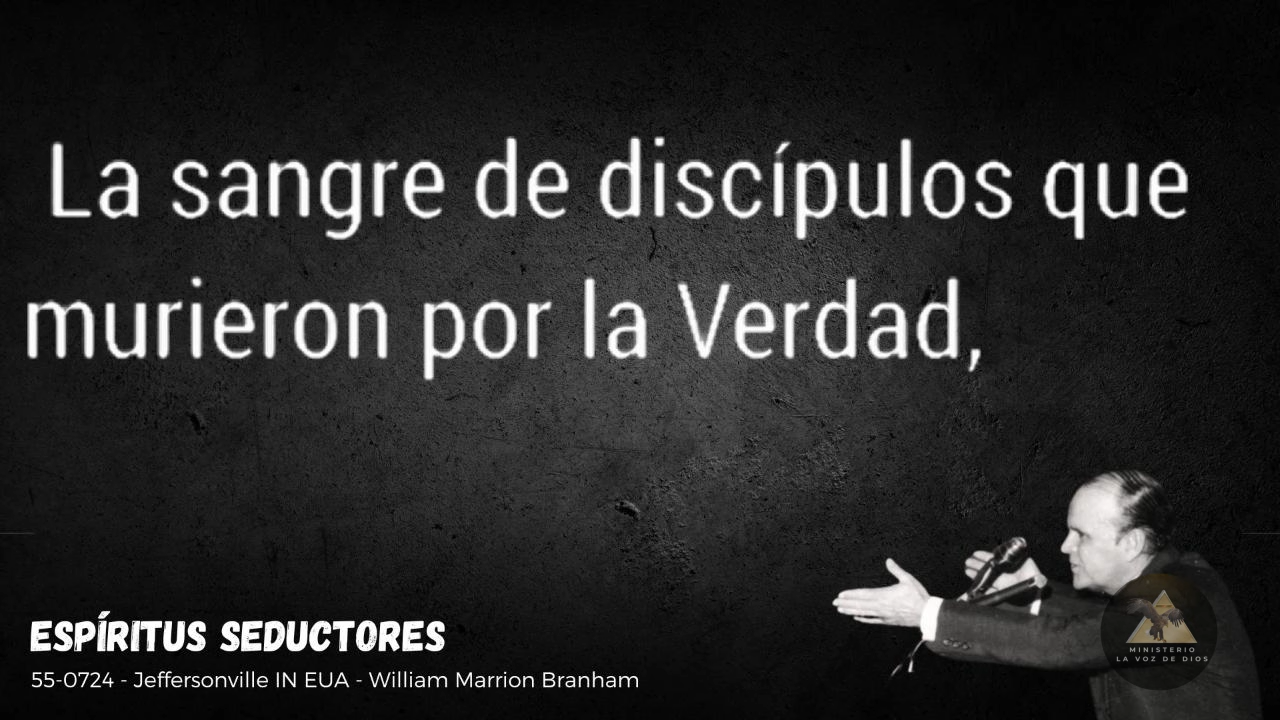 La sangre de discípulos que
murieron por la Verdad,
ESPÍRITUS SEDUCTORES
55-0724 - Jeffersonville IN EUA - William Marrion Branham
MINISTERIO
LA VOZ DE DIOS